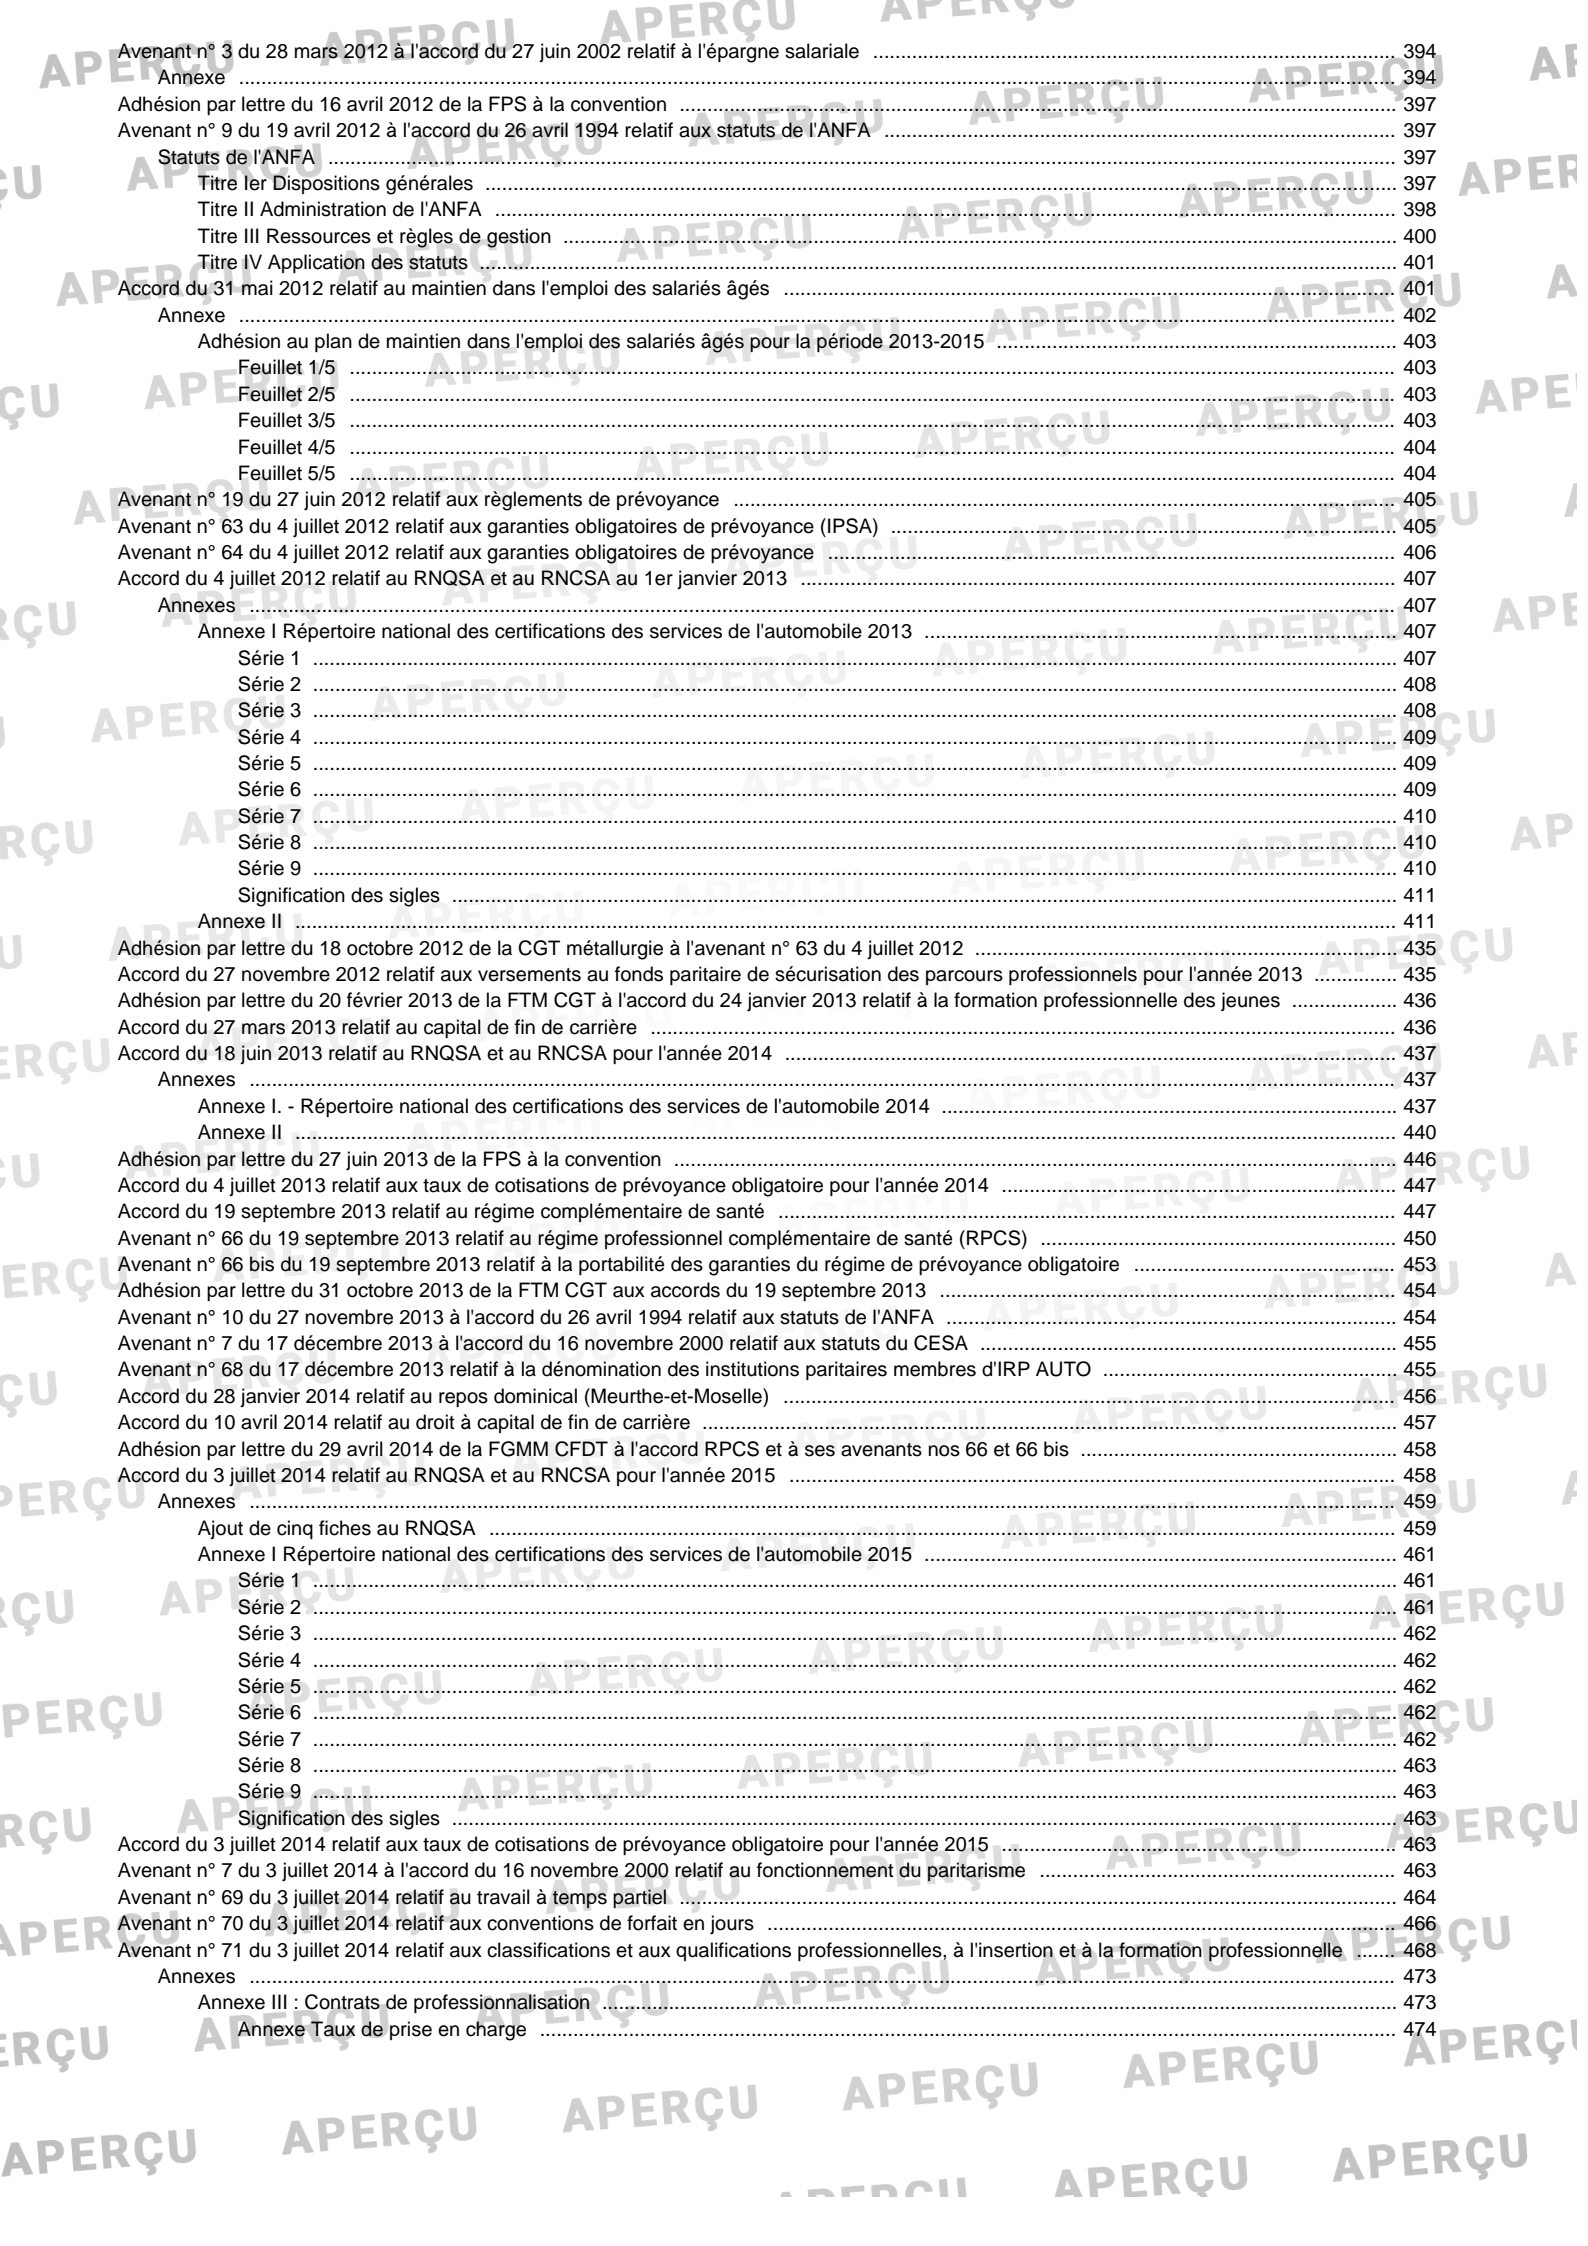 Avenant n° 3 du 28 mars 2012 à l'accord du 27 juin 2002 relatif à l'épargne salariale ........ 394
Annexe ........ 394
Adhésion par lettre du 16 avril 2012 de la FPS à la convention ........ 397
Avenant n° 9 du 19 avril 2012 à l'accord du 26 avril 1994 relatif aux statuts de l'ANFA ........ 397
Statuts de l'ANFA ........ 397
Titre Ier Dispositions générales ........ 397
Titre II Administration de l'ANFA ........ 398
Titre III Ressources et règles de gestion ........ 400
Titre IV Application des statuts ........ 401
Accord du 31 mai 2012 relatif au maintien dans l'emploi des salariés âgés ........ 401
Annexe ........ 402
Adhésion au plan de maintien dans l'emploi des salariés âgés pour la période 2013-2015 ........ 403
Feuillet 1/5 ........ 403
Feuillet 2/5 ........ 403
Feuillet 3/5 ........ 403
Feuillet 4/5 ........ 404
Feuillet 5/5 ........ 404
Avenant n° 19 du 27 juin 2012 relatif aux règlements de prévoyance ........ 405
Avenant n° 63 du 4 juillet 2012 relatif aux garanties obligatoires de prévoyance (IPSA) ........ 405
Avenant n° 64 du 4 juillet 2012 relatif aux garanties obligatoires de prévoyance ........ 406
Accord du 4 juillet 2012 relatif au RNQSA et au RNCSA au 1er janvier 2013 ........ 407
Annexes ........ 407
Annexe I Répertoire national des certifications des services de l'automobile 2013 ........ 407
Série 1 ........ 407
Série 2 ........ 408
Série 3 ........ 408
Série 4 ........ 409
Série 5 ........ 409
Série 6 ........ 409
Série 7 ........ 410
Série 8 ........ 410
Série 9 ........ 410
Signification des sigles ........ 411
Annexe II ........ 411
Adhésion par lettre du 18 octobre 2012 de la CGT métallurgie à l'avenant n° 63 du 4 juillet 2012 ........ 435
Accord du 27 novembre 2012 relatif aux versements au fonds paritaire de sécurisation des parcours professionnels pour l'année 2013 ........ 435
Adhésion par lettre du 20 février 2013 de la FTM CGT à l'accord du 24 janvier 2013 relatif à la formation professionnelle des jeunes ........ 436
Accord du 27 mars 2013 relatif au capital de fin de carrière ........ 436
Accord du 18 juin 2013 relatif au RNQSA et au RNCSA pour l'année 2014 ........ 437
Annexes ........ 437
Annexe I. - Répertoire national des certifications des services de l'automobile 2014 ........ 437
Annexe II ........ 440
Adhésion par lettre du 27 juin 2013 de la FPS à la convention ........ 446
Accord du 4 juillet 2013 relatif aux taux de cotisations de prévoyance obligatoire pour l'année 2014 ........ 447
Accord du 19 septembre 2013 relatif au régime complémentaire de santé ........ 447
Avenant n° 66 du 19 septembre 2013 relatif au régime professionnel complémentaire de santé (RPCS) ........ 450
Avenant n° 66 bis du 19 septembre 2013 relatif à la portabilité des garanties du régime de prévoyance obligatoire ........ 453
Adhésion par lettre du 31 octobre 2013 de la FTM CGT aux accords du 19 septembre 2013 ........ 454
Avenant n° 10 du 27 novembre 2013 à l'accord du 26 avril 1994 relatif aux statuts de l'ANFA ........ 454
Avenant n° 7 du 17 décembre 2013 à l'accord du 16 novembre 2000 relatif aux statuts du CESA ........ 455
Avenant n° 68 du 17 décembre 2013 relatif à la dénomination des institutions paritaires membres d'IRP AUTO ........ 455
Accord du 28 janvier 2014 relatif au repos dominical (Meurthe-et-Moselle) ........ 456
Accord du 10 avril 2014 relatif au droit à capital de fin de carrière ........ 457
Adhésion par lettre du 29 avril 2014 de la FGMM CFDT à l'accord RPCS et à ses avenants nos 66 et 66 bis ........ 458
Accord du 3 juillet 2014 relatif au RNQSA et au RNCSA pour l'année 2015 ........ 458
Annexes ........ 459
Ajout de cinq fiches au RNQSA ........ 459
Annexe I Répertoire national des certifications des services de l'automobile 2015 ........ 461
Série 1 ........ 461
Série 2 ........ 461
Série 3 ........ 462
Série 4 ........ 462
Série 5 ........ 462
Série 6 ........ 462
Série 7 ........ 462
Série 8 ........ 463
Série 9 ........ 463
Signification des sigles ........ 463
Accord du 3 juillet 2014 relatif aux taux de cotisations de prévoyance obligatoire pour l'année 2015 ........ 463
Avenant n° 7 du 3 juillet 2014 à l'accord du 16 novembre 2000 relatif au fonctionnement du paritarisme ........ 463
Avenant n° 69 du 3 juillet 2014 relatif au travail à temps partiel ........ 464
Avenant n° 70 du 3 juillet 2014 relatif aux conventions de forfait en jours ........ 466
Avenant n° 71 du 3 juillet 2014 relatif aux classifications et aux qualifications professionnelles, à l'insertion et à la formation professionnelle ........ 468
Annexes ........ 473
Annexe III : Contrats de professionnalisation ........ 473
Annexe Taux de prise en charge ........ 474
APERÇU